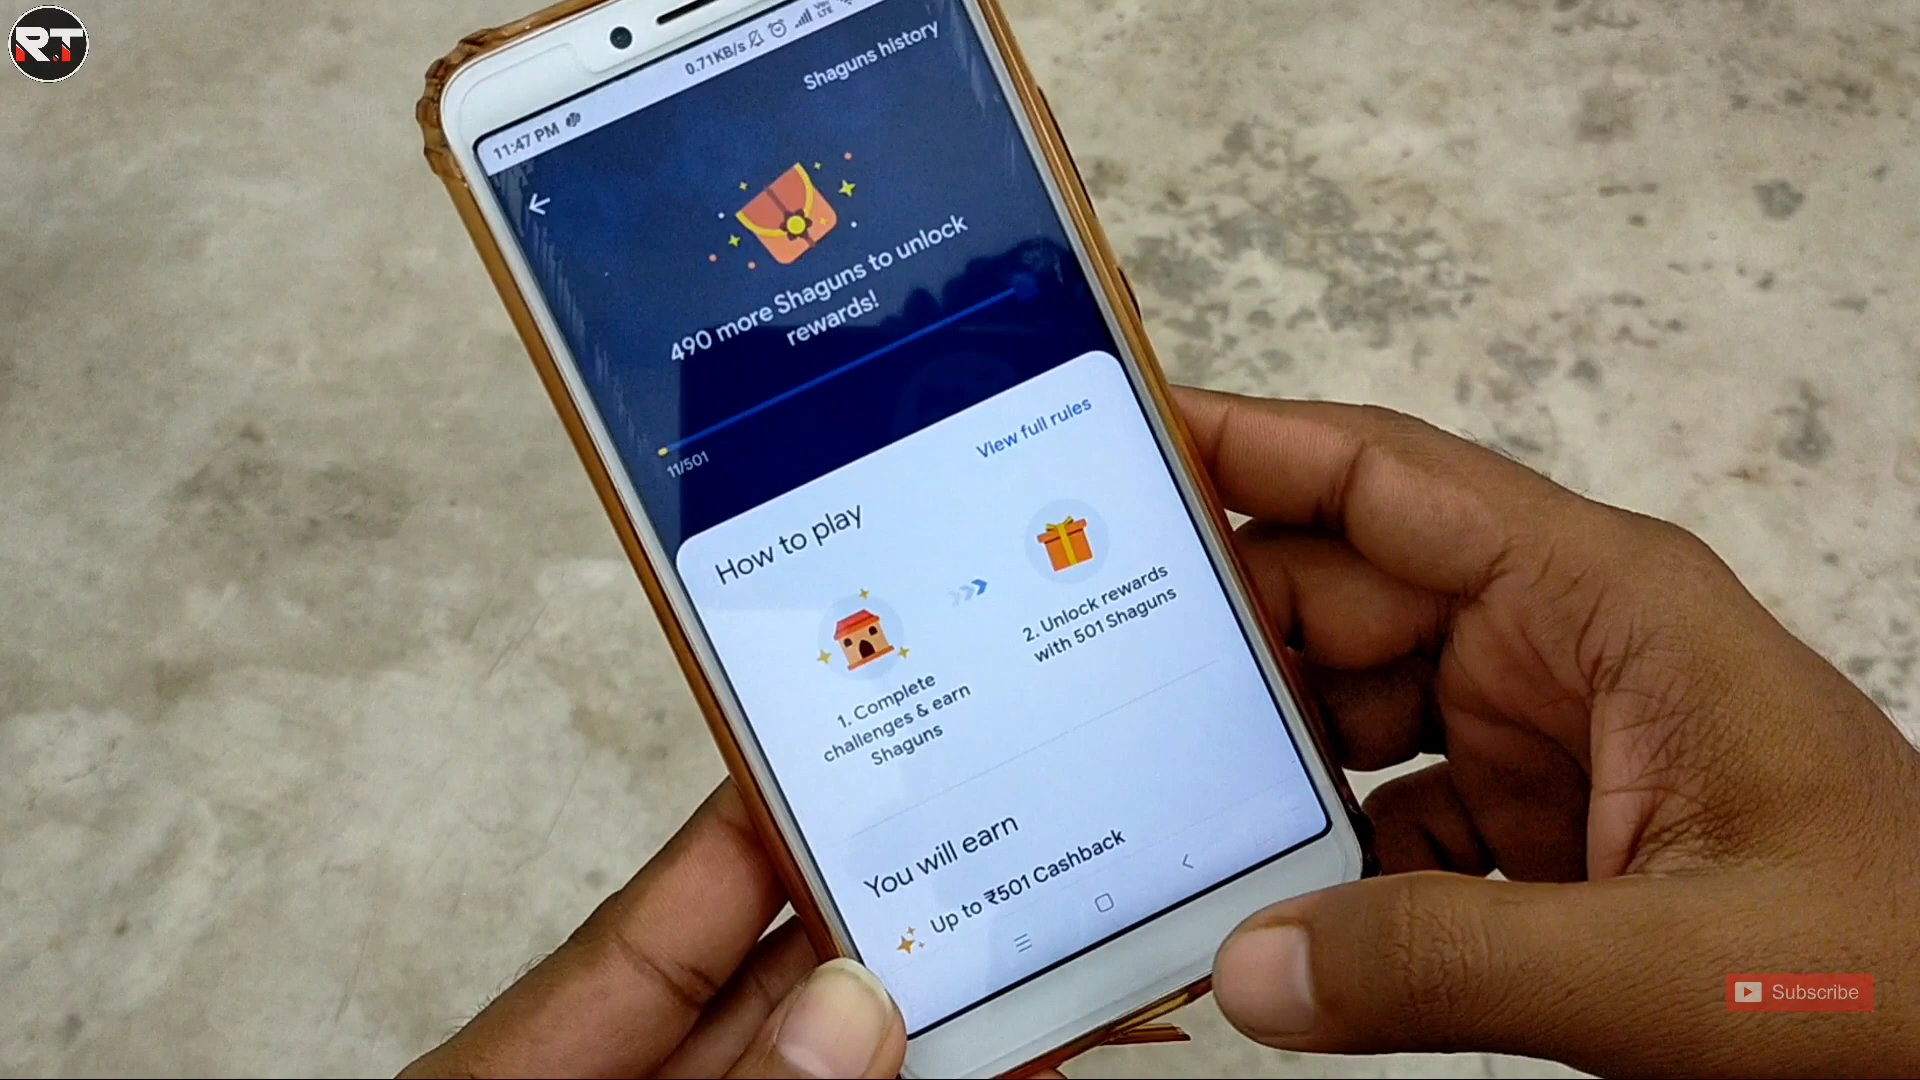 RT
11:47 PM
0.71KB/s
Shaguns history
490 more Shaguns to unlock
rewards!
11/501
View full rules
How to play
1. Complete
challenges & earn
Shaguns
2. Unlock rewards
with 501 Shaguns
You will earn
Up to ₹501 Cashback
Subscribe